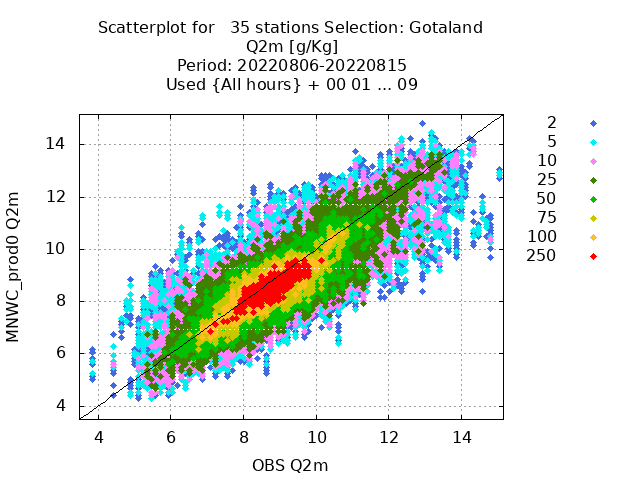 Scatterplot for   35 stations Selection: Gotaland
Q2m [g/Kg]
Period: 20220806-20220815
Used {All hours} + 00 01 ... 09
2
5
10
25
50
75
100
250
MNWC_prod0 Q2m
14
12
10
8
6
4
4 6 8 10 12 14
OBS Q2m